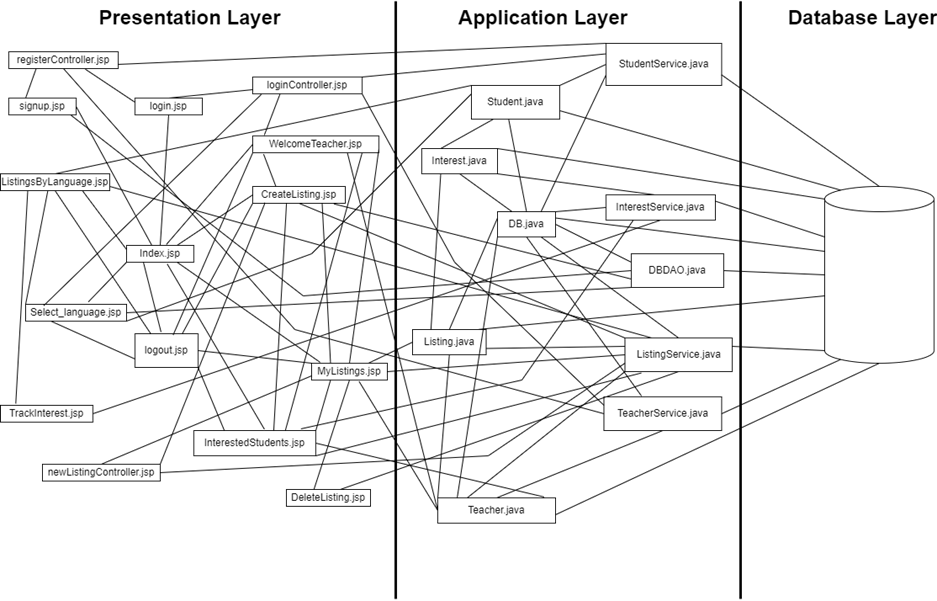 Presentation Layer
Application Layer
Database Layer
registerController.jsp
signup.jsp
login.jsp
loginController.jsp
WelcomeTeacher.jsp
ListingsByLanguage.jsp
CreateListing.jsp
Index.jsp
Select_language.jsp
logout.jsp
MyListings.jsp
TrackInterest.jsp
InterestedStudents.jsp
newListingController.jsp
DeleteListing.jsp
StudentService.java
Student.java
Interest.java
InterestService.java
DB.java
DBDAO.java
Listing.java
ListingService.java
TeacherService.java
Teacher.java